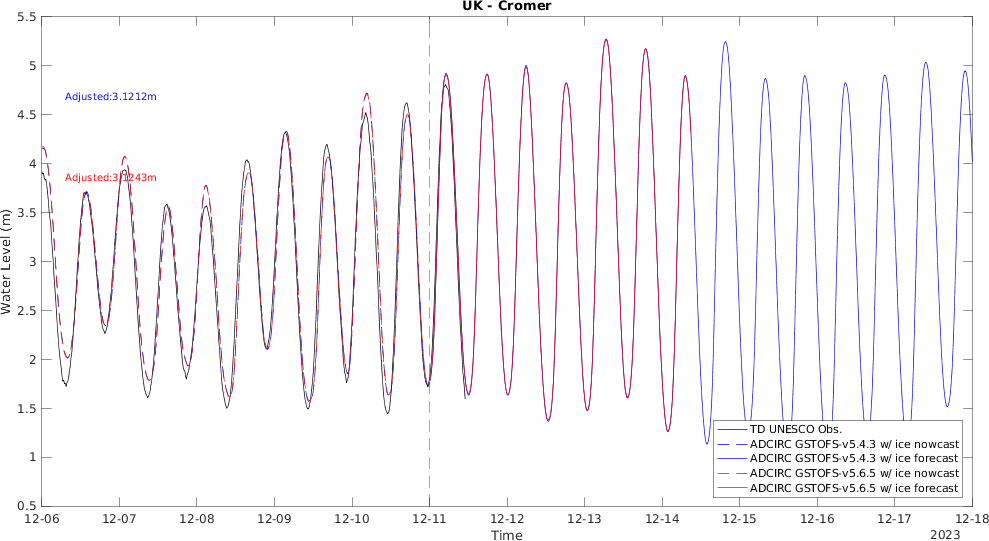 UK - Cromer
5.5
5
4.5
4
3.5
3
2.5
2
1.5
1
0.5
Water Level (m)
Adjusted:3.1212m
Adjusted:3.1243m
TD UNESCO Obs.
ADCIRC GSTOFS-v5.4.3 w/ ice nowcast
ADCIRC GSTOFS-v5.4.3 w/ ice forecast
ADCIRC GSTOFS-v5.6.5 w/ ice nowcast
ADCIRC GSTOFS-v5.6.5 w/ ice forecast
12-06 12-07 12-08 12-09 12-10 12-11 12-12 12-13 12-14 12-15 12-16 12-17 12-18
Time
2023